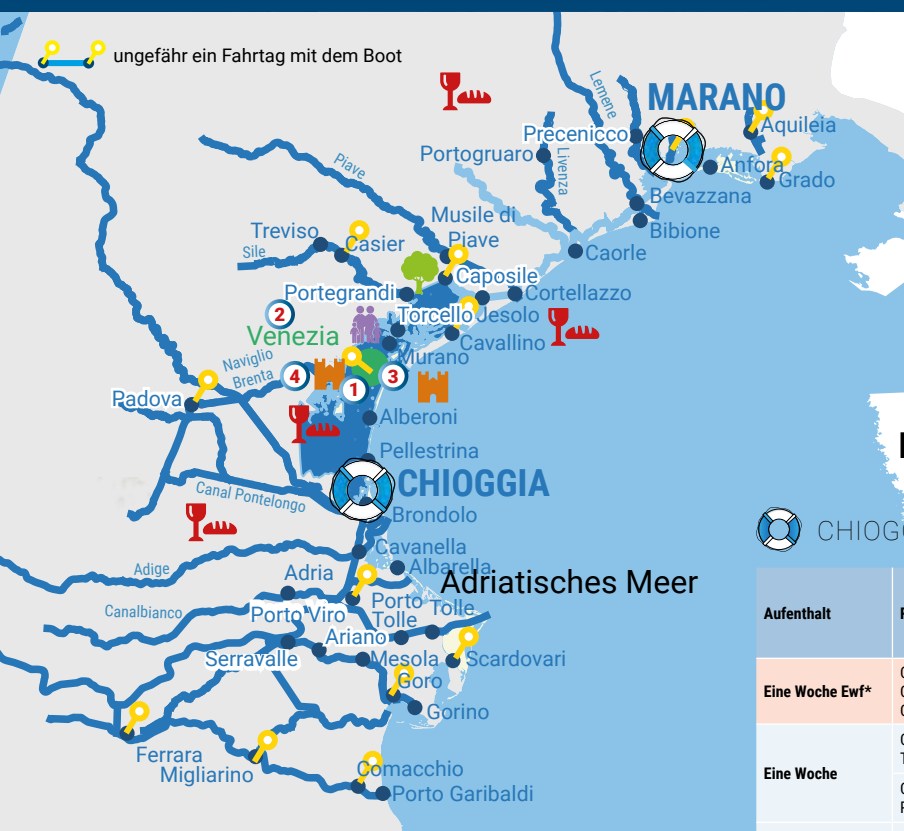 ungefähr ein Fahrtag mit dem Boot
MARANO
Lemene
Aquileia
Precenicco
Portogruaro
Livenza
Anfora
Grado
Piave
Bevazzana
Musile di
Piave
Bibione
Treviso
Casier
Sile
Caorle
Caposile
Portegrandi
Cortellazzo
2
Torcello
Jesolo
Venezia
Cavallino
Murano
Naviglio
Brenta
4
3
1
Padova
Alberoni
Pellestrina
CHIOGGIA
Canal Pontelongo
Brondolo
Cavanella
Adige
Albarella
Adria
Adriatisches Meer
Canalbianco
Porto Viro
Porto
Tolle
Tolle
Ariano
Serravalle
Mesola
Scardovari
Goro
Gorino
Ferrara
Migliarino
Comacchio
Porto Garibaldi
CHIOGG
Aufenthalt
Eine Woche Ewf*
Eine Woche